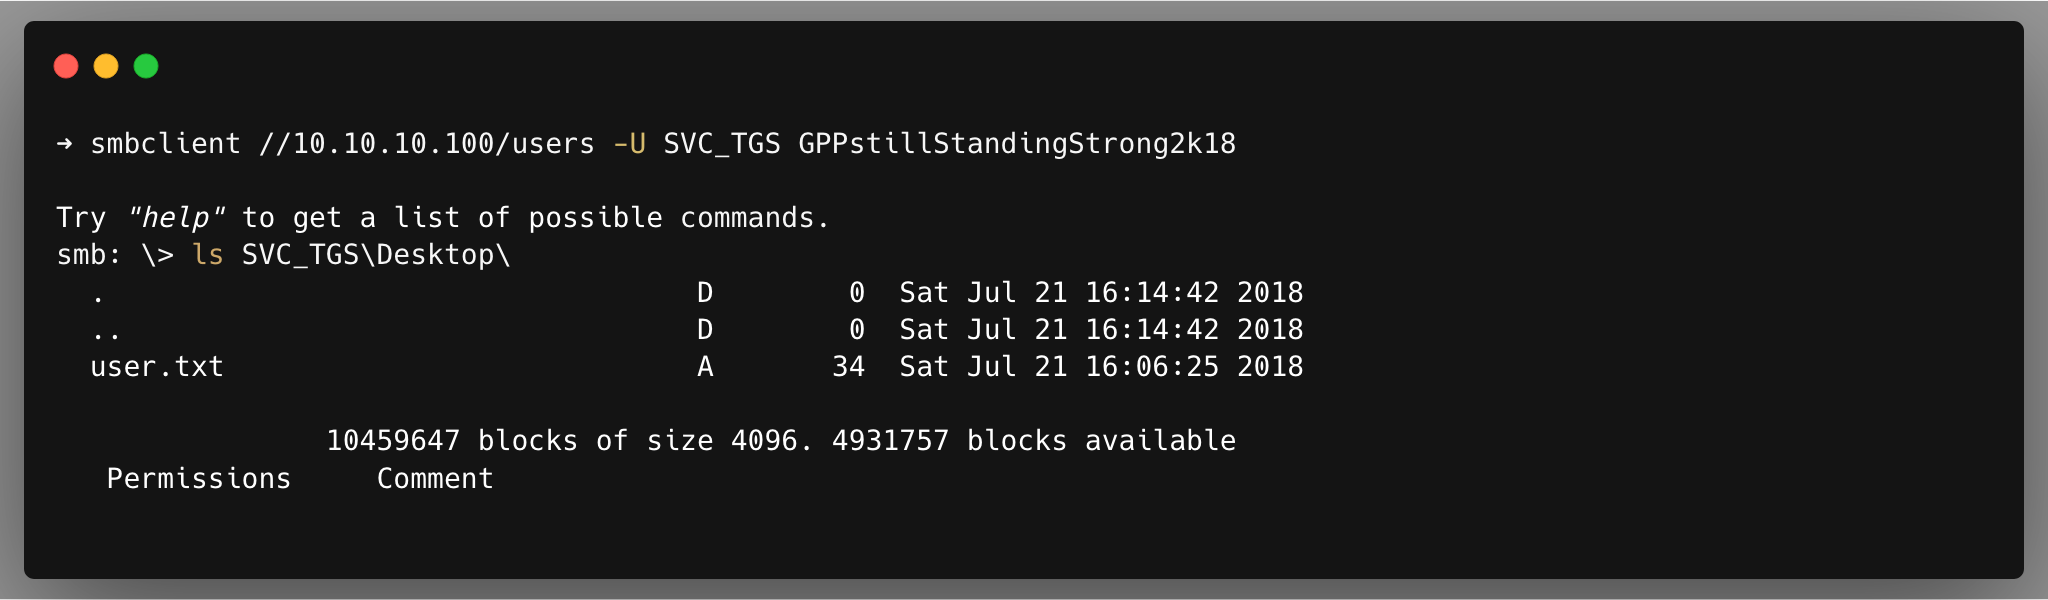 ➜ smbclient //10.10.10.100/users -U SVC_TGS GPPstillStandingStrong2k18
Try "help" to get a list of possible commands.
smb: \> ls SVC_TGS\Desktop\
  .                                   D        0  Sat Jul 21 16:14:42 2018
  ..                                  D        0  Sat Jul 21 16:14:42 2018
  user.txt                            A       34  Sat Jul 21 16:06:25 2018
                10459647 blocks of size 4096. 4931757 blocks available
   Permissions     Comment